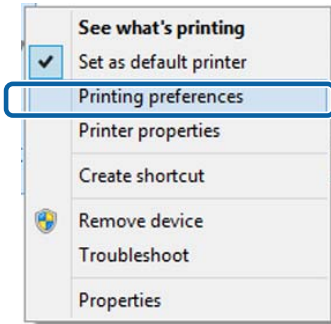 See what's printing
Set as default printer
Printing preferences
Printer properties
Create shortcut
Remove device
Troubleshoot
Properties